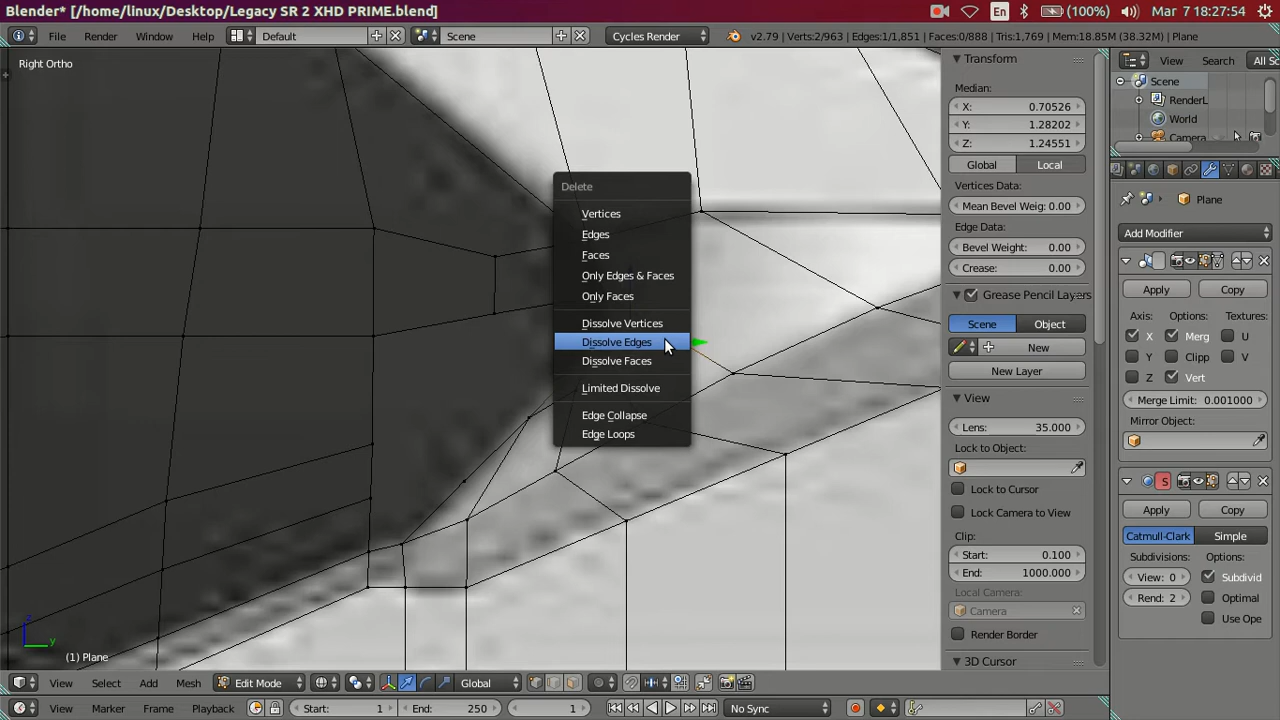 Blender* [/home/linux/Desktop/Legacy SR 2 XHD PRIME.blend]
En
(100%)
Mar 7 18:27:54
File
Render
Window
Help
Default
Scene
Cycles Render
v2.79 | Verts:2/963 | Edges:1/1,851 | Faces:0/888 | Tris:1,769 | Mem:18.85M (38.32M) | Plane
Right Ortho
Delete
Vertices
Edges
Faces
Only Edges & Faces
Only Faces
Dissolve Vertices
Dissolve Edges
Dissolve Faces
Limited Dissolve
Edge Collapse
Edge Loops
z
y
(1) Plane
Transform
Median:
X: 0.70526
Y: 1.28202
Z: 1.24551
Global
Local
Vertices Data:
Mean Bevel Weig: 0.00
Edge Data:
Bevel Weight: 0.00
Crease: 0.00
Grease Pencil Layers
Scene
Object
New
New Layer
View
Lens: 35.000
Lock to Object:
Lock to Cursor
Lock Camera to View
Clip:
Start: 0.100
End: 1000.000
Local Camera:
Camera
Render Border
3D Cursor
View
Search
All Sc
Scene
RenderL
World
Camera
Plane
Add Modifier
Apply
Copy
Axis:
Options:
Textures:
X
Merg
U
Y
Clipp
V
Z
Vert
Merge Limit: 0.001000
Mirror Object:
S
Apply
Copy
Catmull-Clark
Simple
Subdivisions:
Options:
View: 0
Subdivid
Rend: 2
Optimal
Use Ope
View
Select
Add
Mesh
Edit Mode
Global
View
Marker
Frame
Playback
Start: 1
End: 250
1
No Sync